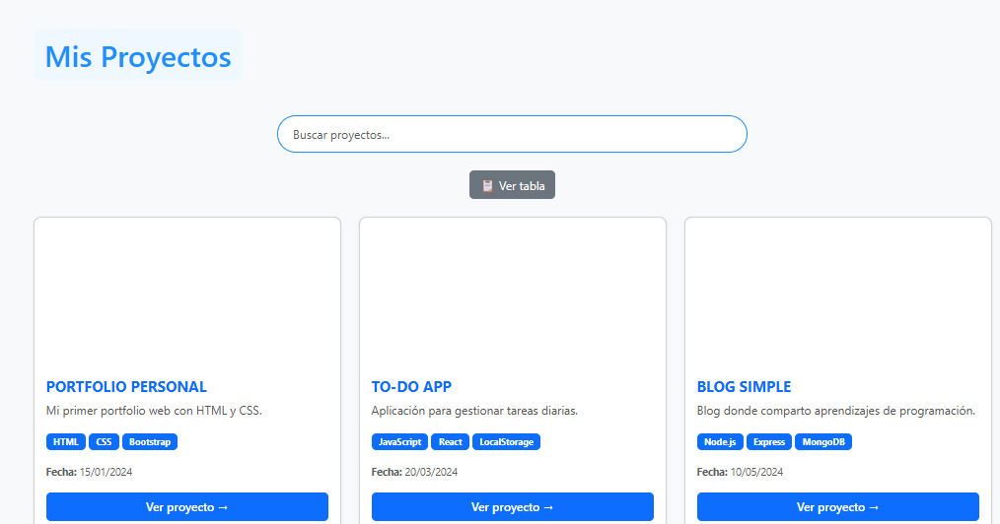 Mis Proyectos
Buscar proyectos...
📋 Ver tabla
PORTFOLIO PERSONAL
Mi primer portfolio web con HTML y CSS.
HTML CSS Bootstrap
Fecha: 15/01/2024
Ver proyecto →
TO-DO APP
Aplicación para gestionar tareas diarias.
JavaScript React LocalStorage
Fecha: 20/03/2024
Ver proyecto →
BLOG SIMPLE
Blog donde comparto aprendizajes de programación.
Node.js Express MongoDB
Fecha: 10/05/2024
Ver proyecto →